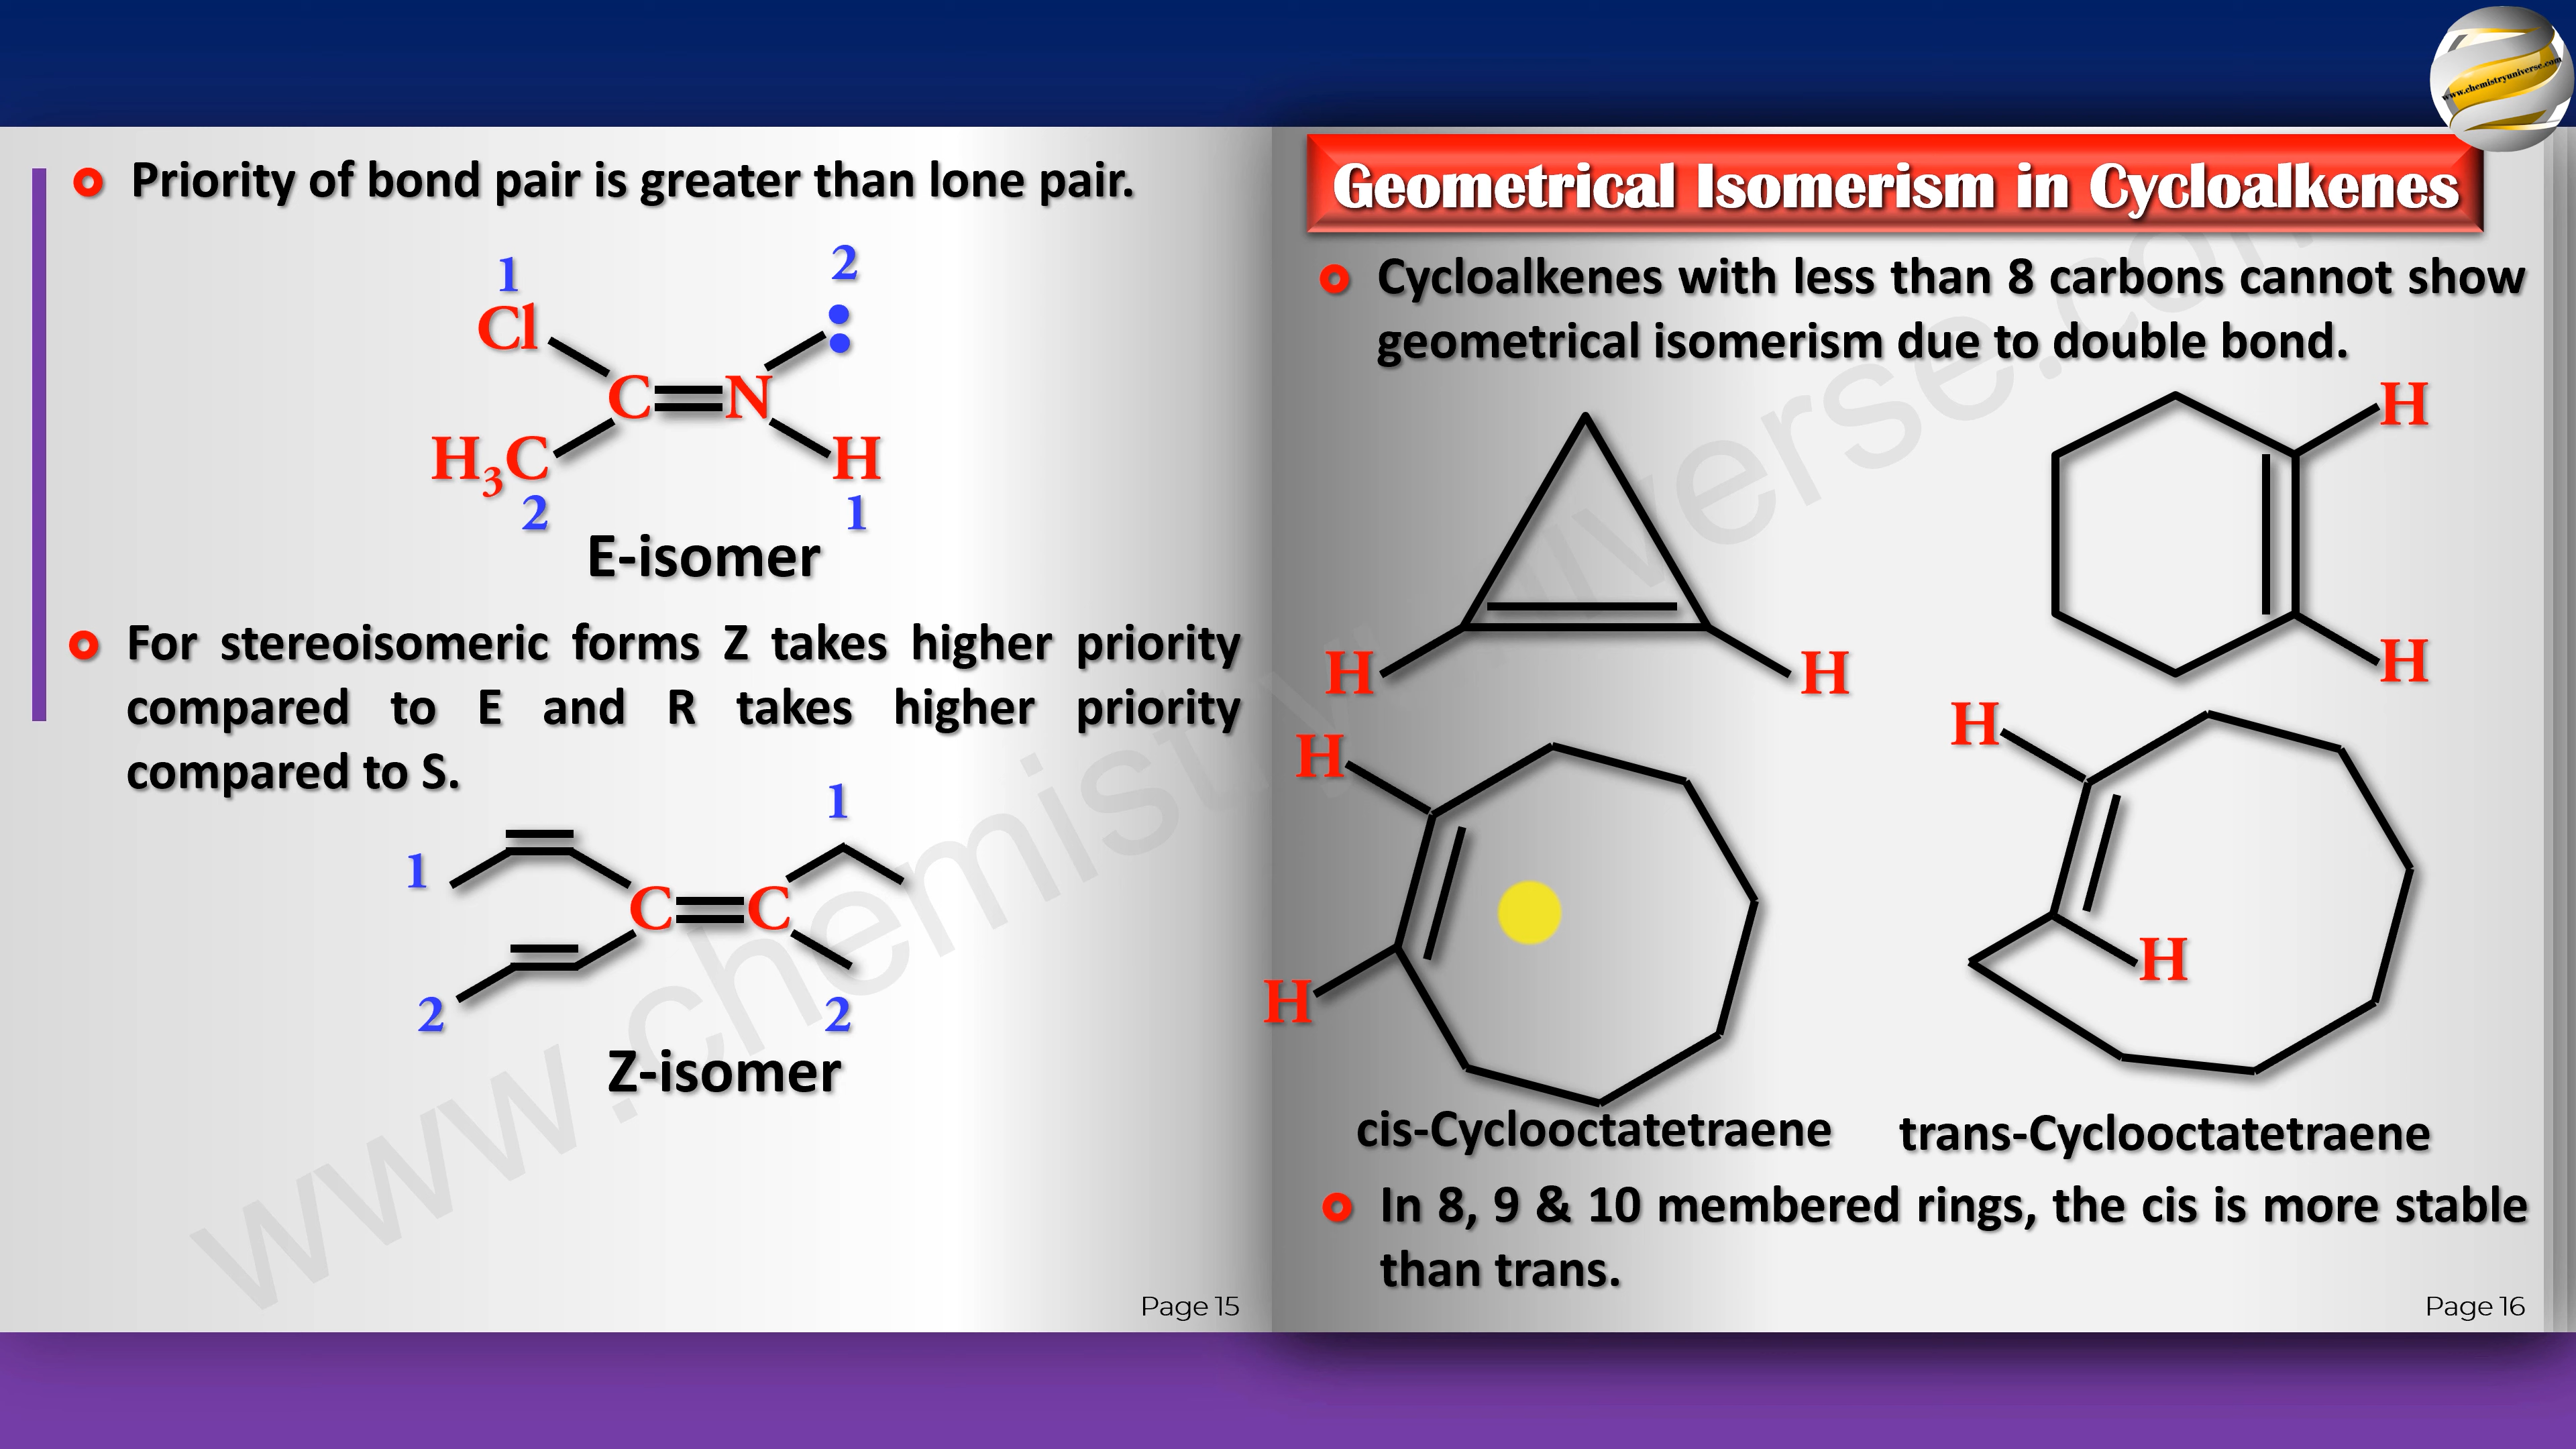 www.chemistryuniverse.com
Priority of bond pair is greater than lone pair.
1
2
Cl
C N
H₃C
H
2
1
E-isomer
For stereoisomeric forms Z takes higher priority
compared to E and R takes higher priority
compared to S.
1
1
C C
2
2
Z-isomer
Page 15
Geometrical Isomerism in Cycloalkenes
Cycloalkenes with less than 8 carbons cannot show
geometrical isomerism due to double bond.
H
H
H
H
H
H
H
H
cis-Cyclooctatetraene
trans-Cyclooctatetraene
In 8, 9 & 10 membered rings, the cis is more stable
than trans.
Page 16
www.chemistryuniverse.com